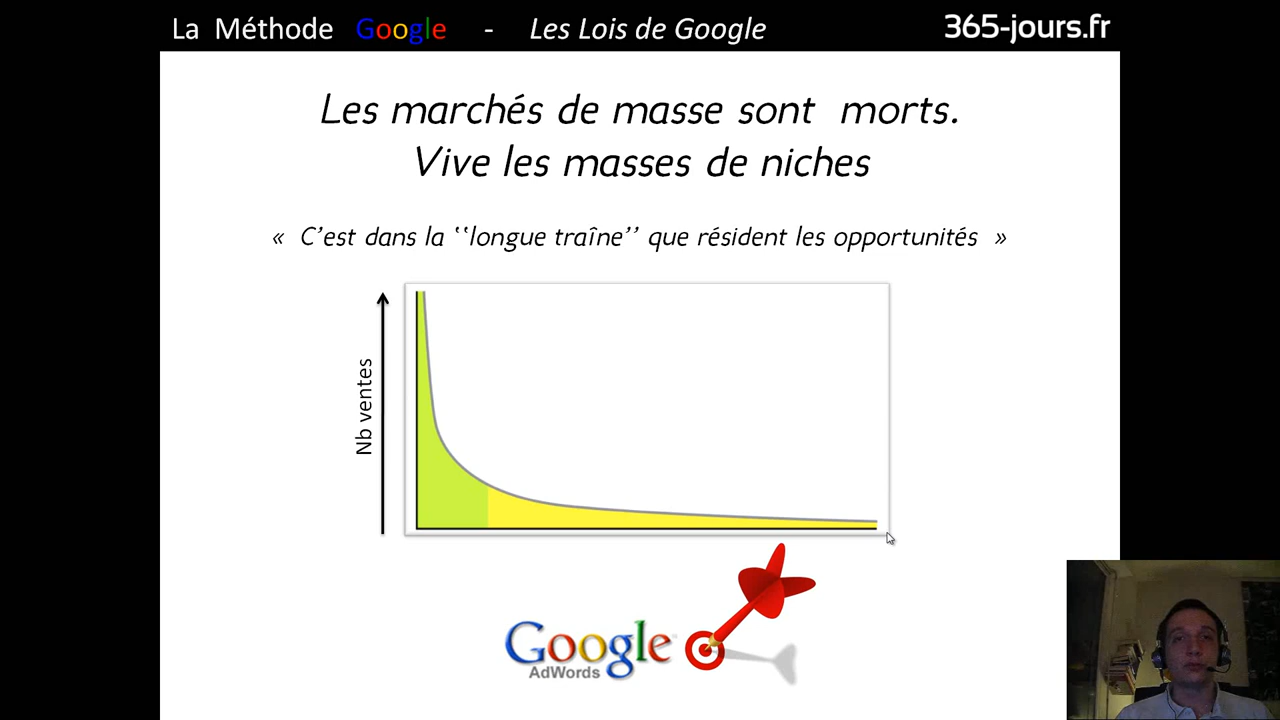 La Méthode Google - Les Lois de Google
365-jours.fr
Les marchés de masse sont morts.
Vive les masses de niches
« C'est dans la ‘‘longue traîne’’ que résident les opportunités »
Nb ventes
Google™
AdWords